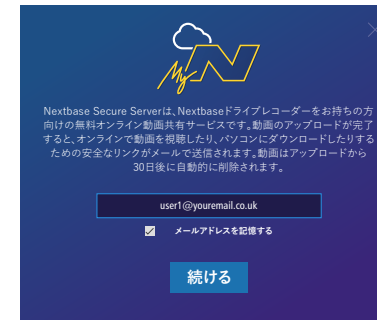 My N
Nextbase Secure Serverは、Nextbaseドライブレコーダーをお持ちの方
向けの無料オンライン動画共有サービスです。動画のアップロードが完了
すると、オンラインで動画を視聴したり、パソコンにダウンロードしたりする
ための安全なリンクがメールで送信されます。動画はアップロードから
30日後に自動的に削除されます。
user1@youremail.co.uk
メールアドレスを記憶する
続ける